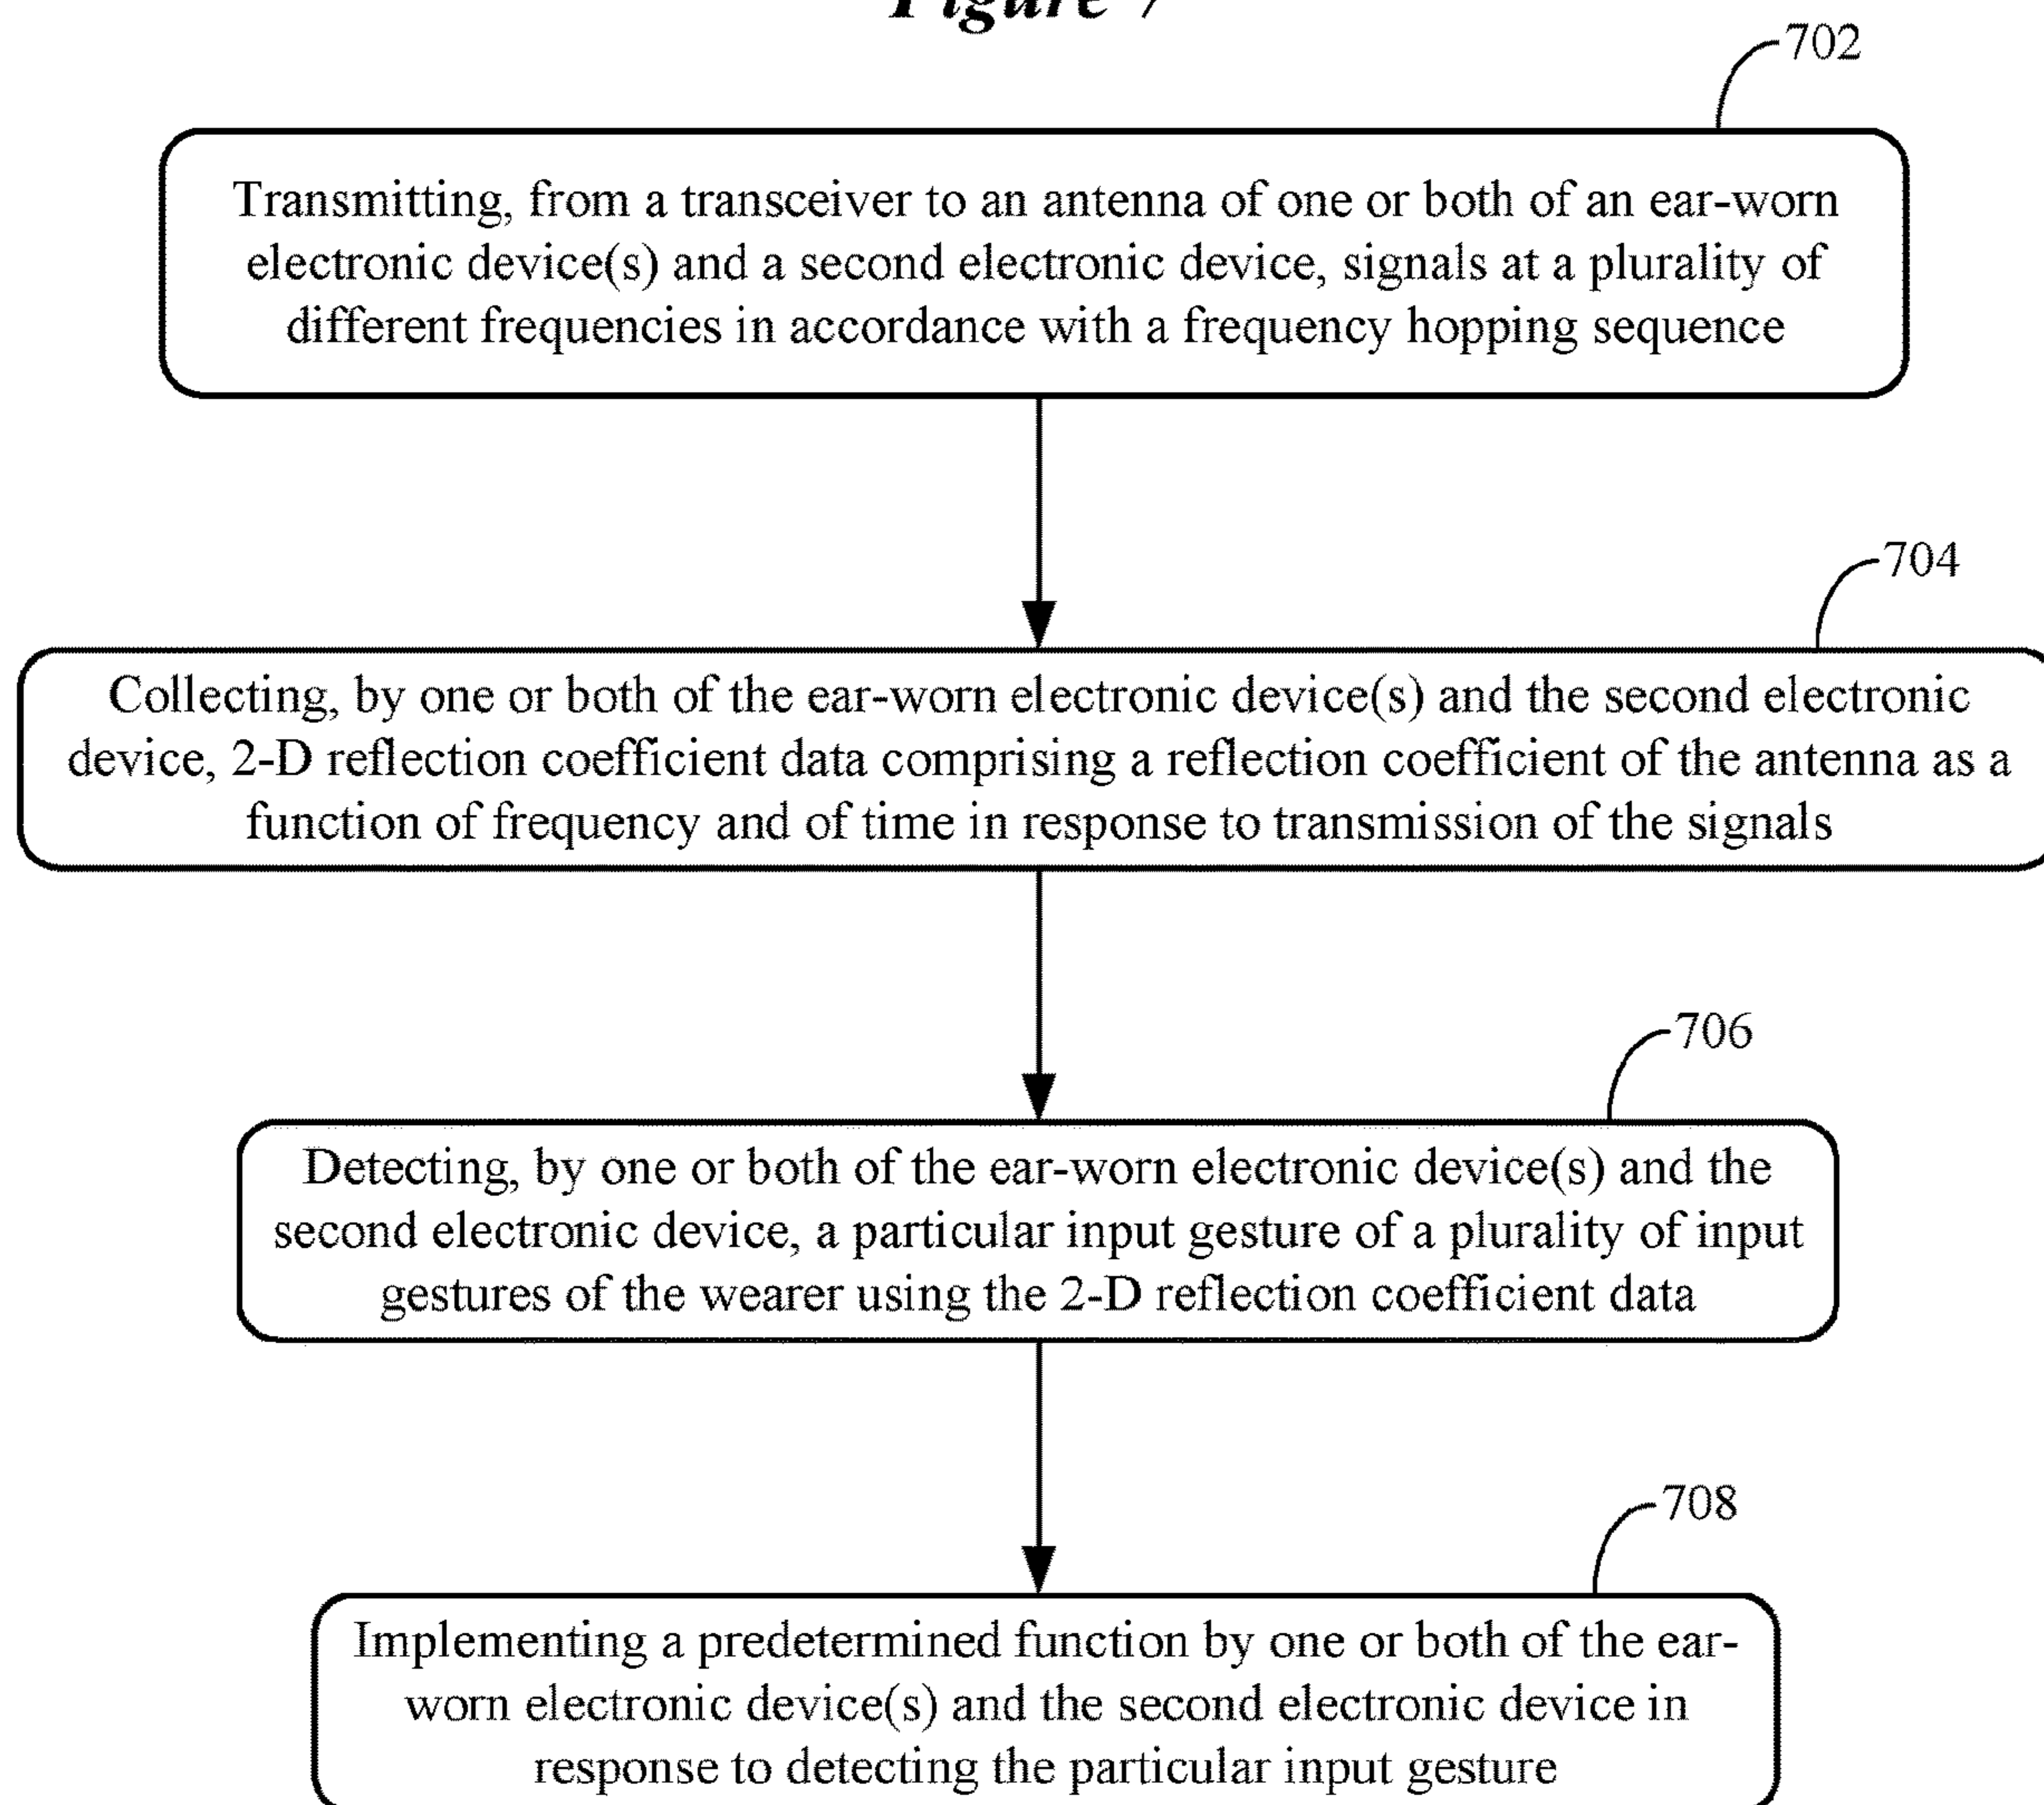 Figure 7
702
Transmitting, from a transceiver to an antenna of one or both of an ear-worn
electronic device(s) and a second electronic device, signals at a plurality of
different frequencies in accordance with a frequency hopping sequence
704
Collecting, by one or both of the ear-worn electronic device(s) and the second electronic
device, 2-D reflection coefficient data comprising a reflection coefficient of the antenna as a
function of frequency and of time in response to transmission of the signals
706
Detecting, by one or both of the ear-worn electronic device(s) and the
second electronic device, a particular input gesture of a plurality of input
gestures of the wearer using the 2-D reflection coefficient data
708
Implementing a predetermined function by one or both of the ear-
worn electronic device(s) and the second electronic device in
response to detecting the particular input gesture